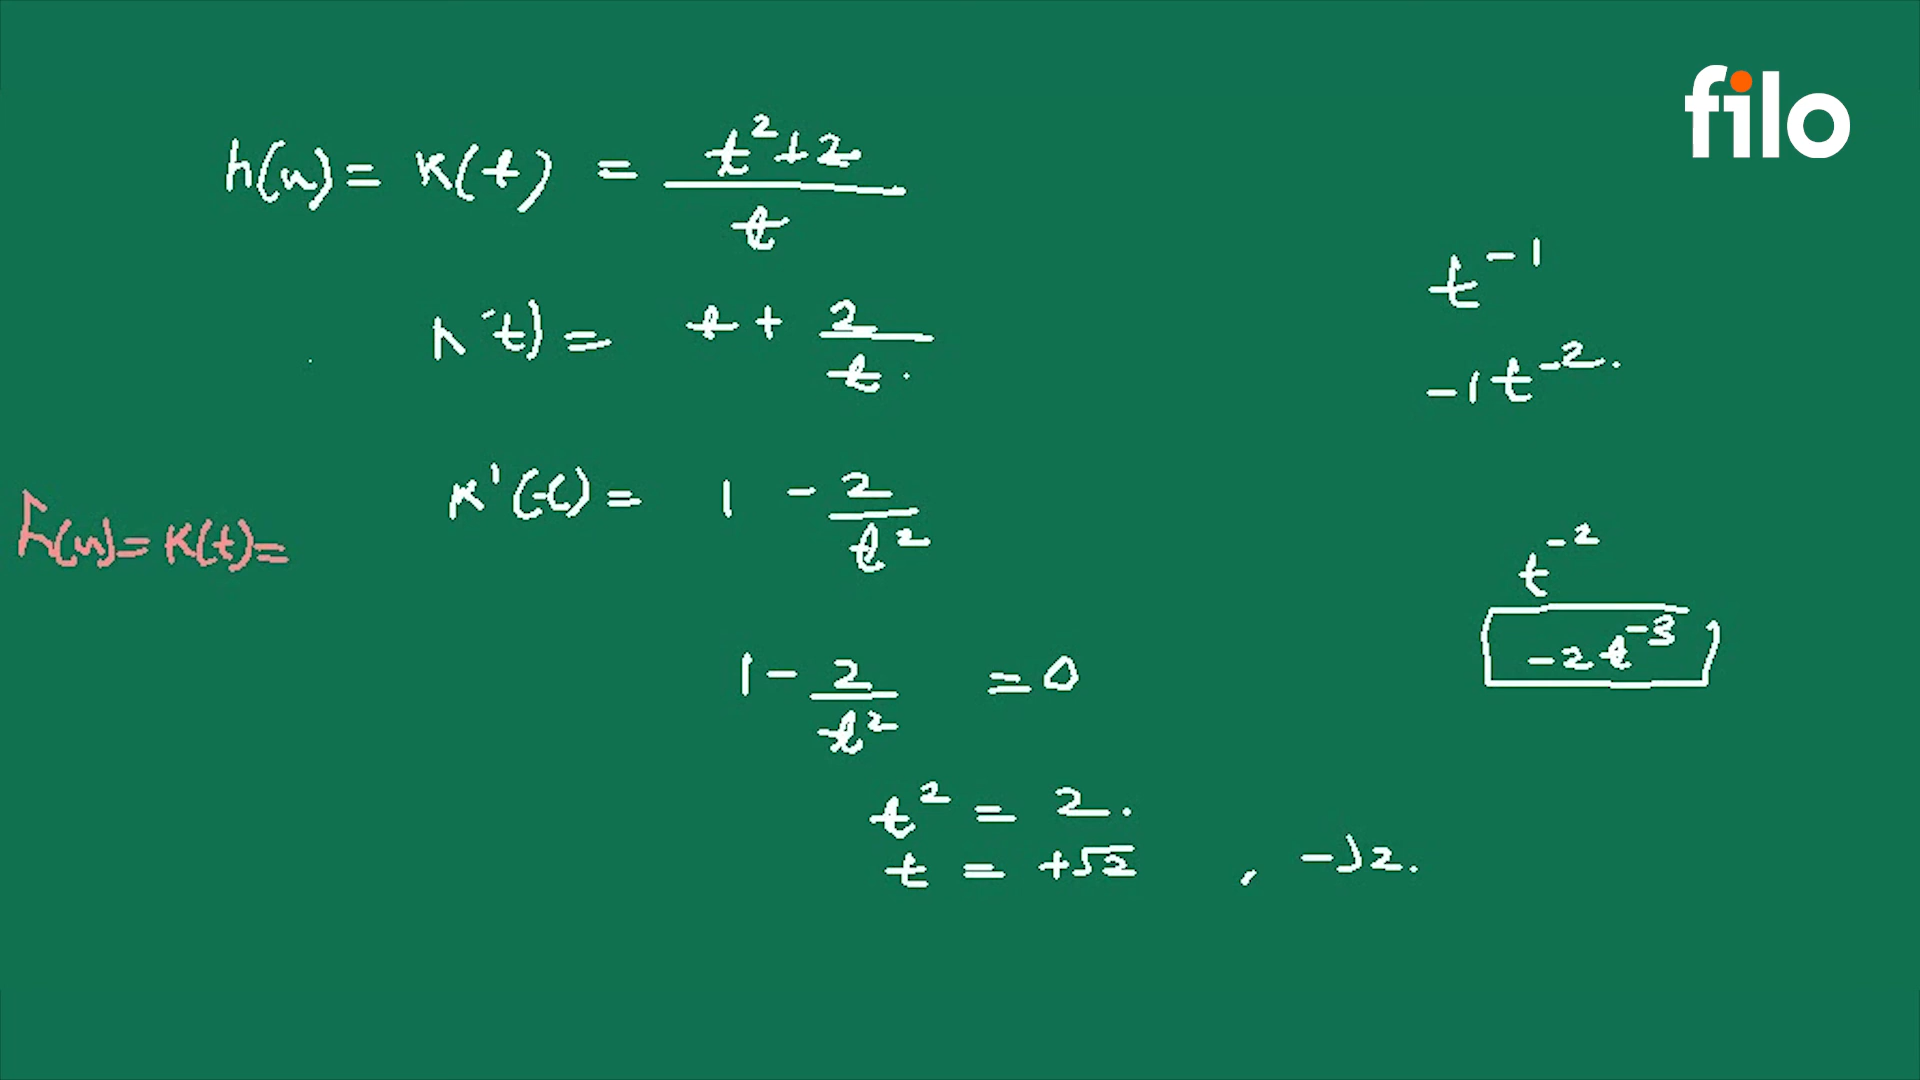 filo
h(x) = K(t) = (t² + 2) / t
K(t) = t + 2/t.
K'(t) = 1 - 2/t²
1 - 2/t² = 0
t² = 2.
t = +√2 , -√2.
h(x) = K(t) =
t⁻¹
-1t⁻².
t⁻²
-2t⁻³